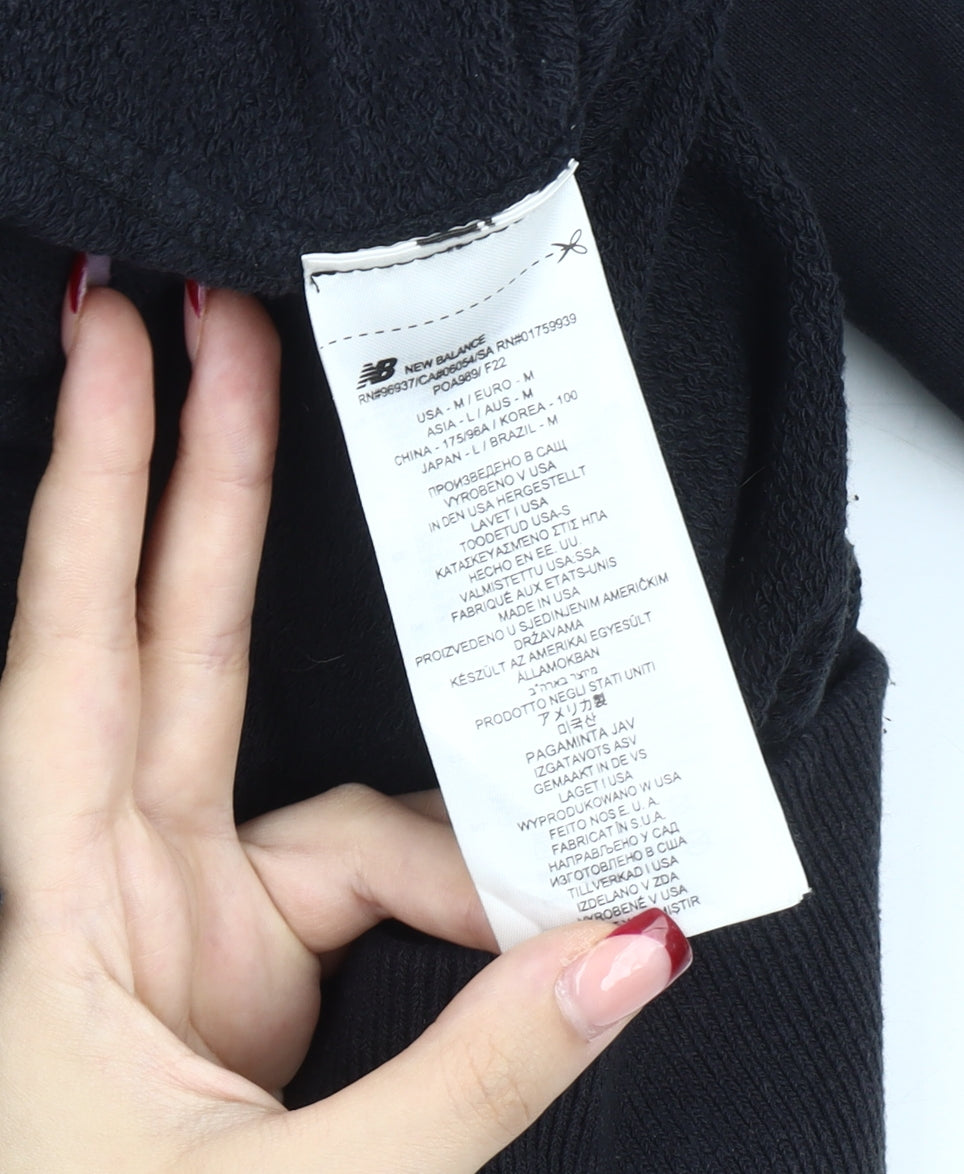 NB NEW BALANCE
RN#96937/CA#06054/SA RN#01759939
POA989/ F22
USA - M / EURO - M
ASIA - L / AUS - M
CHINA - 175/96A / KOREA - 100
JAPAN - L / BRAZIL - M
ПРОИЗВЕДЕНО В САЩ
VYROBENO V USA
IN DEN USA HERGESTELLT
LAVET I USA
TOODETUD USA-S
ΚΑΤΑΣΚΕΥΑΣΜΕΝΟ ΣΤΙΣ ΗΠΑ
HECHO EN EE. UU.
VALMISTETTU USA:SSA
FABRIQUÉ AUX ETATS-UNIS
MADE IN USA
PROIZVEDENO U SJEDINJENIM AMERIČKIM
DRŽAVAMA
KÉSZÜLT AZ AMERIKAI EGYESÜLT
ÁLLAMOKBAN
מיוצר בארה"ב
PRODOTTO NEGLI STATI UNITI
アメリカ製
미국산
PAGAMINTA JAV
IZGATAVOTS ASV
GEMAAKT IN DE VS
LAGET I USA
WYPRODUKOWANO W USA
FEITO NOS E. U. A.
FABRICAT ÎN S.U.A.
НАПРАВЉЕНО У САД
ИЗГОТОВЛЕНО В США
TILLVERKAD I USA
IZDELANO V ZDA
VYROBENÉ V USA